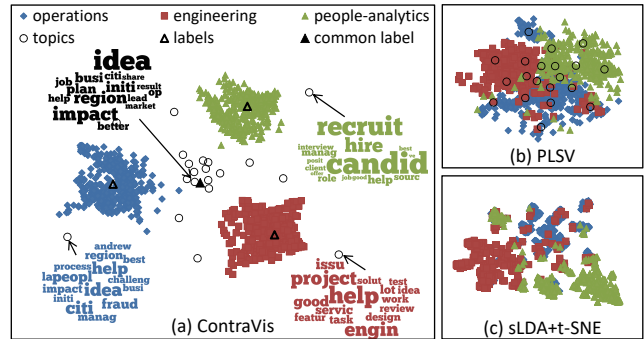 operations engineering people-analytics
topics labels common label
idea
job busi citi share
plan initi result
help region lead op
impact market
better
recruit
hire
interview best
manag candid ve
posit
client
offer job good sourc
role help
andrew
region best
process help challeng
lapeopl
impact idea busi
initi citi fraud
manag
issu
project solut test
lot idea
good help work
servic review
featur task design
engin
(a) ContraVis
(b) PLSV
(c) sLDA+t-SNE